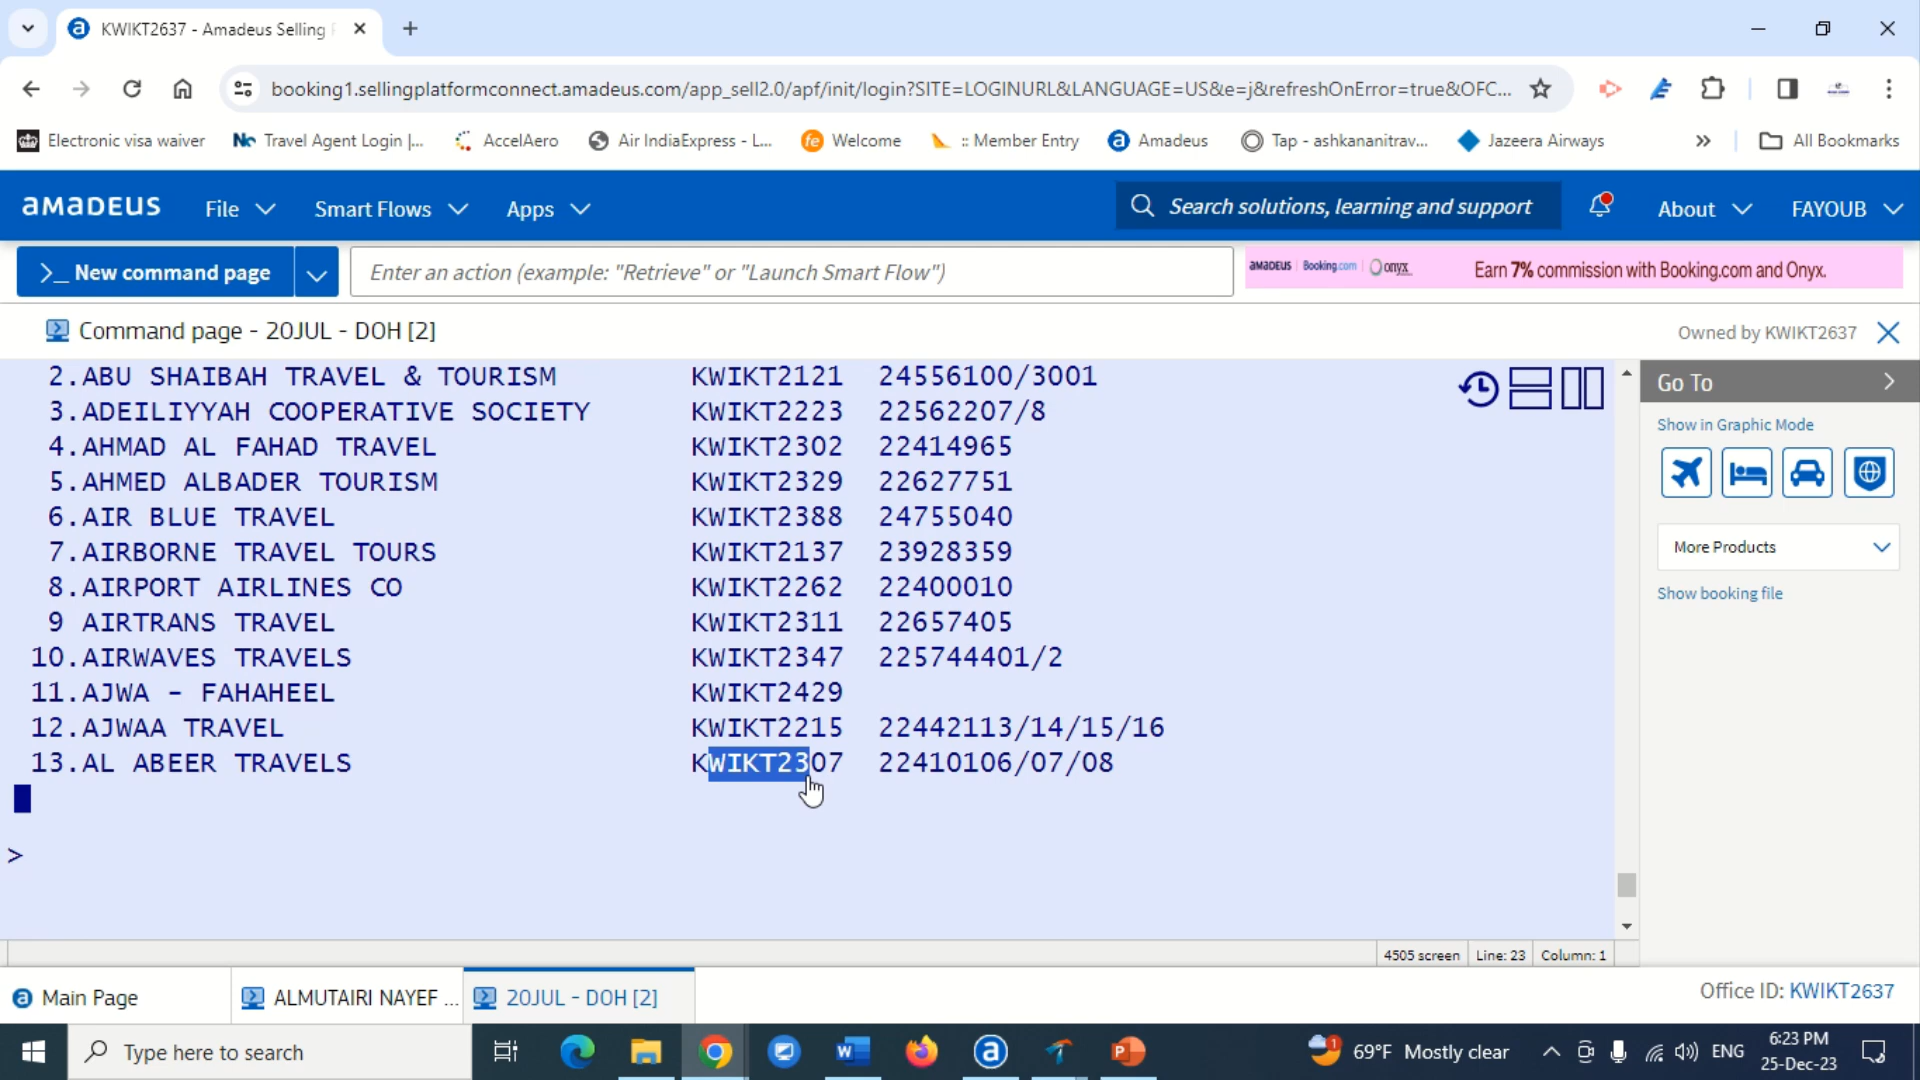 KWIKT2637 - Amadeus Selling
booking1.sellingplatformconnect.amadeus.com/app_sell2.0/apf/init/login?SITE=LOGINURL&LANGUAGE=US&e=j&refreshOnError=true&OFC...
Electronic visa waiver Travel Agent Login |... AccelAero Air IndiaExpress - L... fe Welcome :: Member Entry a Amadeus Tap - ashkananitrav... Jazeera Airways » All Bookmarks
amadeus File Smart Flows Apps Search solutions, learning and support About FAYOUB
>_ New command page Enter an action (example: "Retrieve" or "Launch Smart Flow") amadeus Booking.com Onyx Earn 7% commission with Booking.com and Onyx.
Command page - 20JUL - DOH [2] Owned by KWIKT2637
2.ABU SHAIBAH TRAVEL & TOURISM KWIKT2121 24556100/3001
3.ADEILIYYAH COOPERATIVE SOCIETY KWIKT2223 22562207/8
4.AHMAD AL FAHAD TRAVEL KWIKT2302 22414965
5.AHMED ALBADER TOURISM KWIKT2329 22627751
6.AIR BLUE TRAVEL KWIKT2388 24755040
7.AIRBORNE TRAVEL TOURS KWIKT2137 23928359
8.AIRPORT AIRLINES CO KWIKT2262 22400010
9 AIRTRANS TRAVEL KWIKT2311 22657405
10.AIRWAVES TRAVELS KWIKT2347 225744401/2
11.AJWA - FAHAHEEL KWIKT2429
12.AJWAA TRAVEL KWIKT2215 22442113/14/15/16
13.AL ABEER TRAVELS KWIKT2307 22410106/07/08
>
Go To
Show in Graphic Mode
More Products
Show booking file
4505 screen Line: 23 Column: 1
a Main Page ALMUTAIRI NAYEF ... 20JUL - DOH [2] Office ID: KWIKT2637
Type here to search 69°F Mostly clear ENG 6:23 PM
25-Dec-23